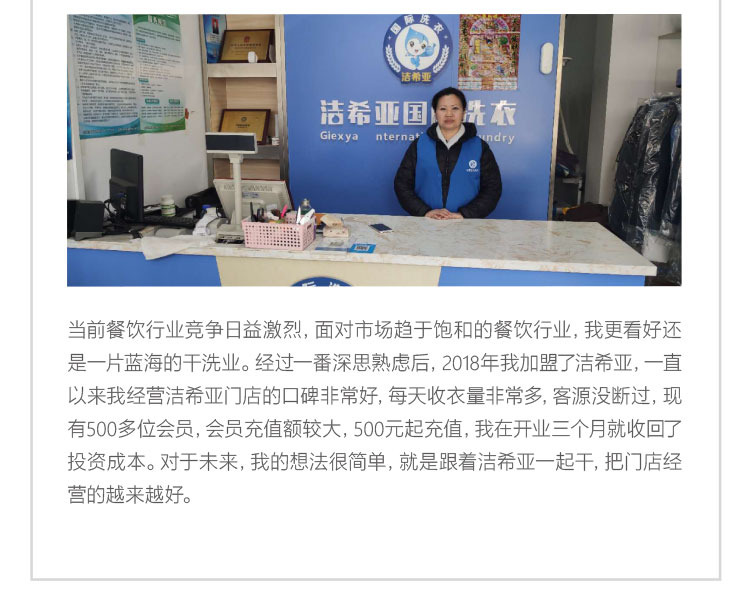 国际洗衣
洁希亚
洁希亚国 洗衣
Giexya nternati ndry
当前餐饮行业竞争日益激烈，面对市场趋于饱和的餐饮行业，我更看好还
是一片蓝海的干洗业。经过一番深思熟虑后，2018年我加盟了洁希亚，一直
以来我经营洁希亚门店的口碑非常好，每天收衣量非常多，客源没断过，现
有500多位会员，会员充值额较大，500元起充值，我在开业三个月就收回了
投资成本。对于未来，我的想法很简单，就是跟着洁希亚一起干，把门店经
营的越来越好。